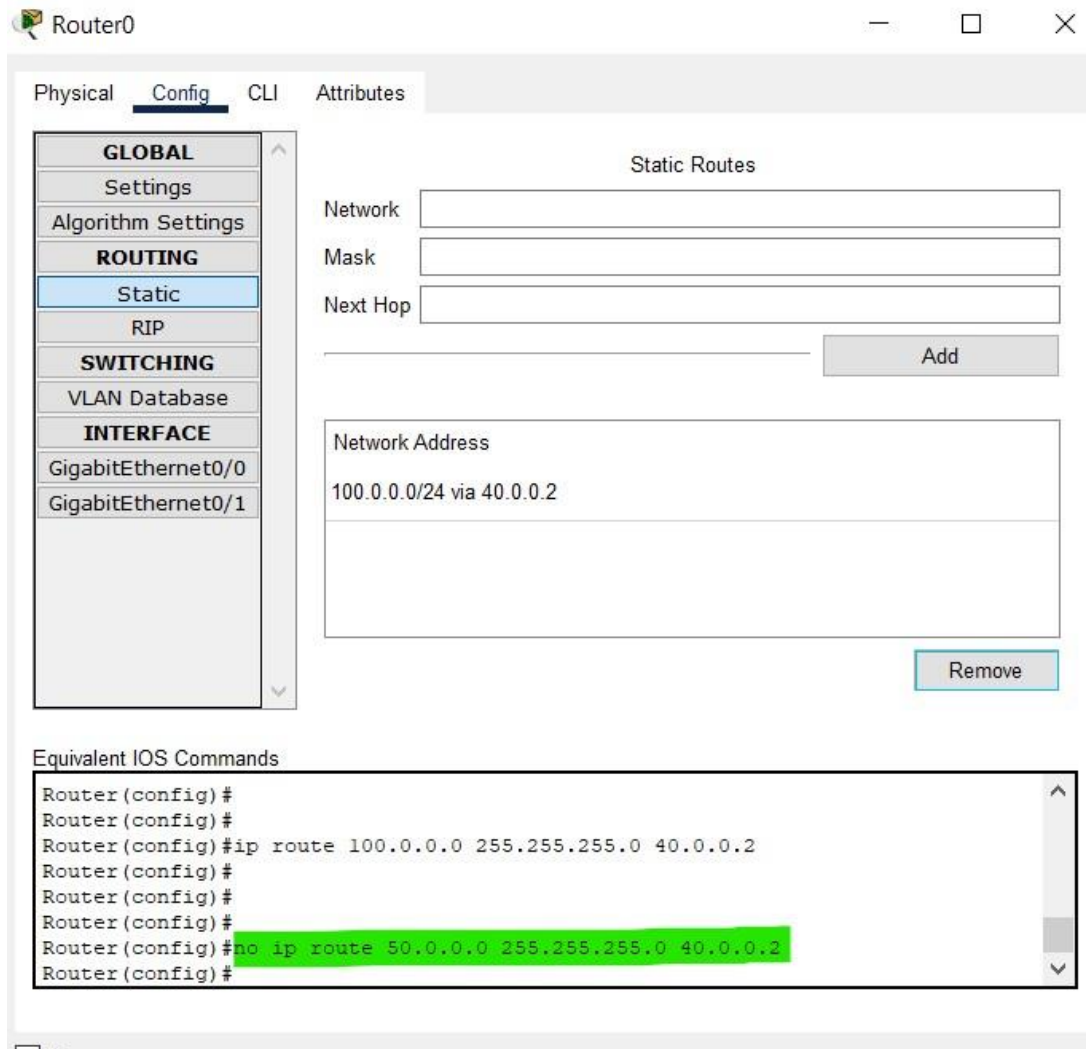 Router0
Physical Config CLI Attributes
GLOBAL
Settings
Algorithm Settings
ROUTING
Static
RIP
SWITCHING
VLAN Database
INTERFACE
GigabitEthernet0/0
GigabitEthernet0/1
Static Routes
Network
Mask
Next Hop
Add
Network Address
100.0.0.0/24 via 40.0.0.2
Remove
Equivalent IOS Commands
Router(config)#
Router(config)#
Router(config)#ip route 100.0.0.0 255.255.255.0 40.0.0.2
Router(config)#
Router(config)#
Router(config)#
Router(config)#no ip route 50.0.0.0 255.255.255.0 40.0.0.2
Router(config)#